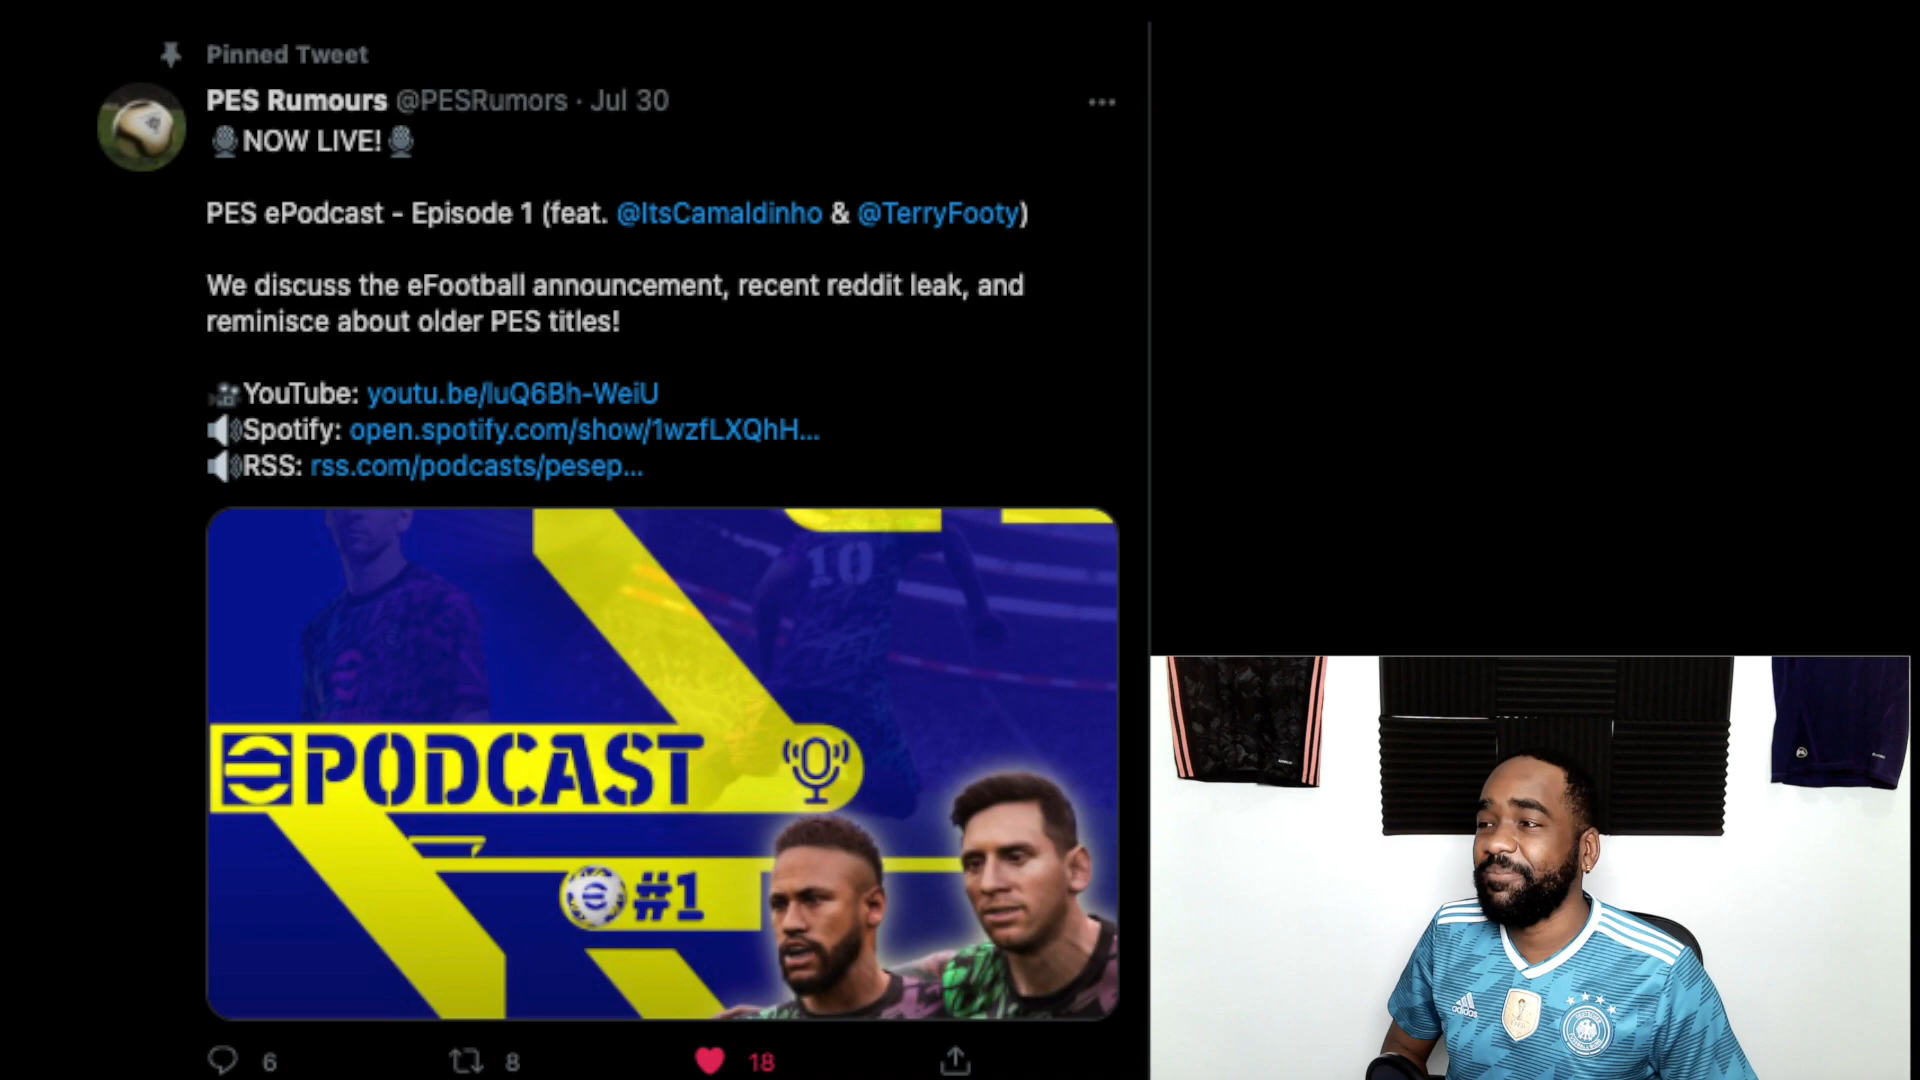 Pinned Tweet
PES Rumours @PESRumors · Jul 30
🎙NOW LIVE!🎙
PES ePodcast - Episode 1 (feat. @ItsCamaldinho & @TerryFooty)
We discuss the eFootball announcement, recent reddit leak, and
reminisce about older PES titles!
🎥YouTube: youtu.be/luQ6Bh-WeiU
🔊Spotify: open.spotify.com/show/1wzfLXQhH...
🔊RSS: rss.com/podcasts/pesep...
10
ePODCAST
#1
6 8 18
adidas